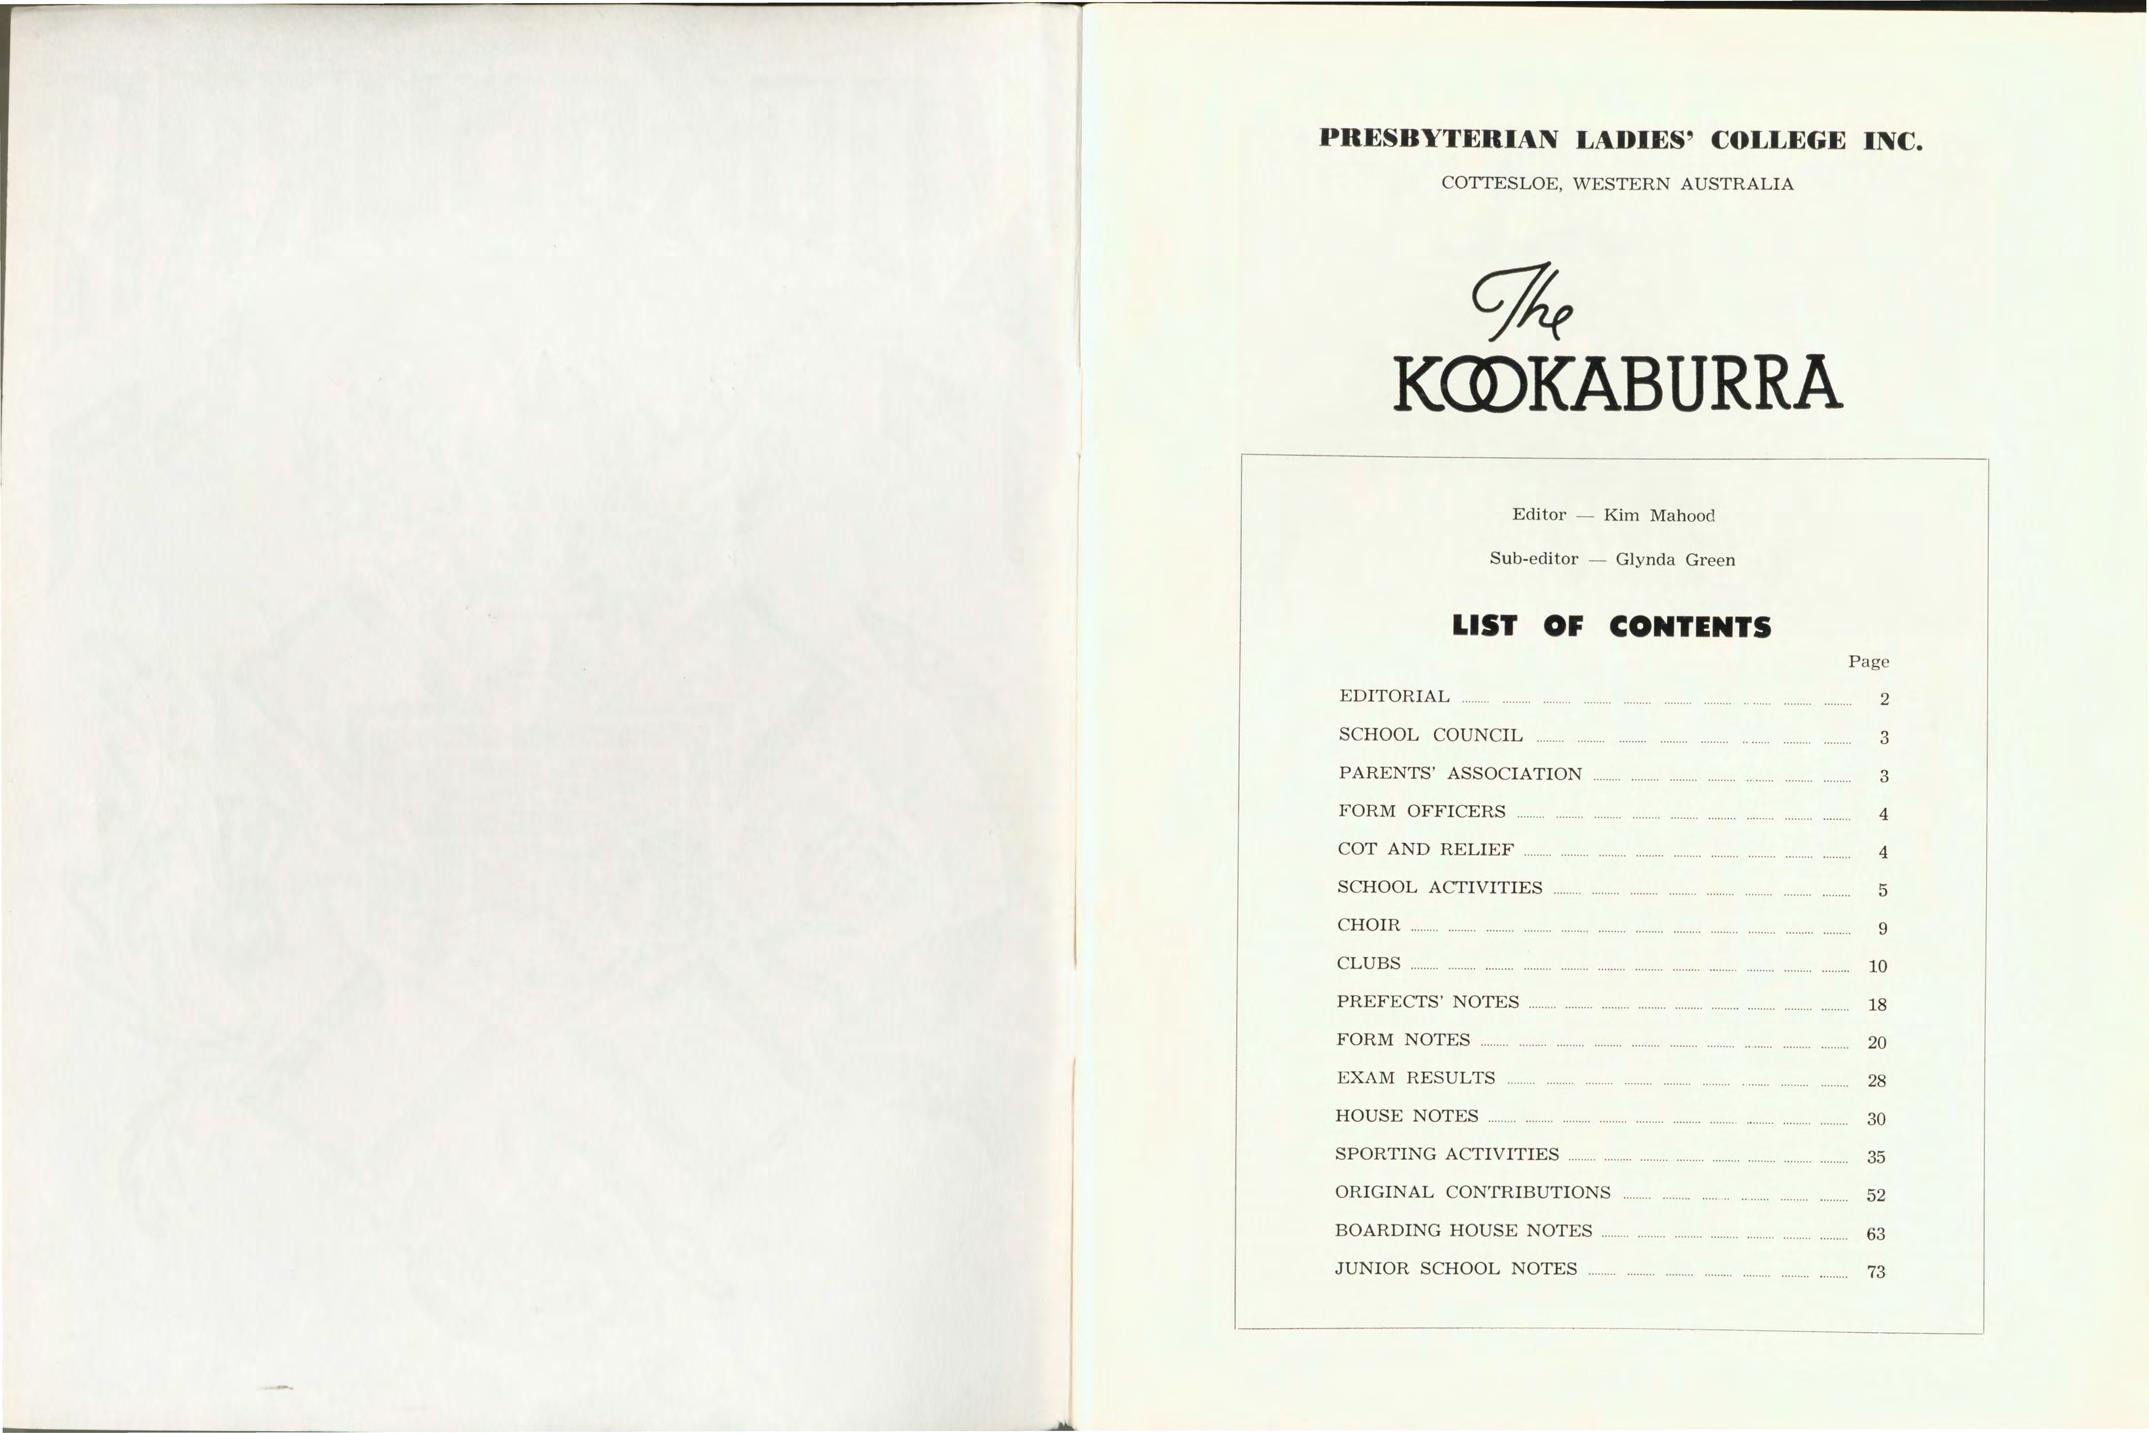 PRESBYTERIAN LADIES' COLLEGE INC.
COTTESLOE, WESTERN AUSTRALIA
The
KOOKABURRA
Editor — Kim Mahood
Sub-editor — Glynda Green
LIST OF CONTENTS
Page
EDITORIAL 2
SCHOOL COUNCIL 3
PARENTS' ASSOCIATION 3
FORM OFFICERS 4
COT AND RELIEF 4
SCHOOL ACTIVITIES 5
CHOIR 9
CLUBS 10
PREFECTS' NOTES 18
FORM NOTES 20
EXAM RESULTS 28
HOUSE NOTES 30
SPORTING ACTIVITIES 35
ORIGINAL CONTRIBUTIONS 52
BOARDING HOUSE NOTES 63
JUNIOR SCHOOL NOTES 73